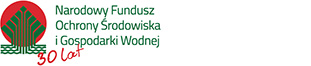 Narodowy Fundusz
Ochrony Środowiska
i Gospodarki Wodnej
30 lat